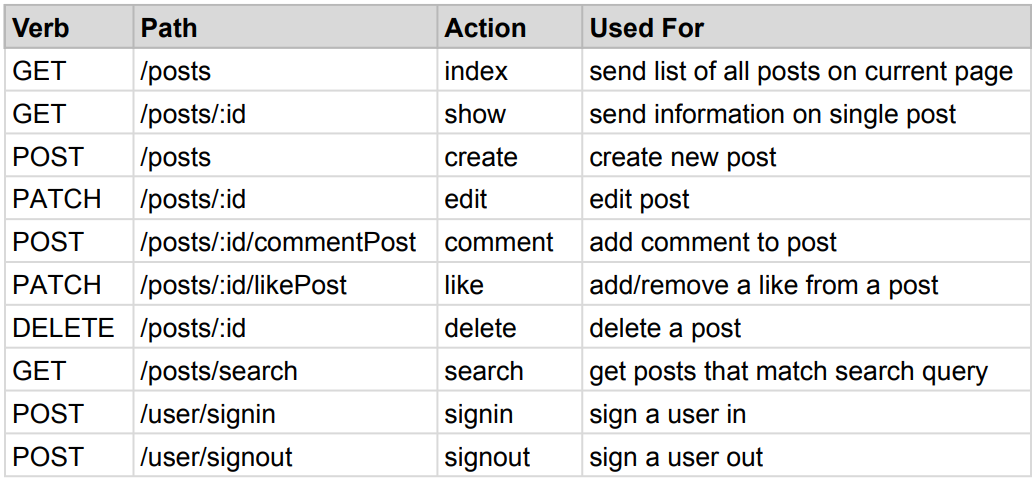 Verb Path Action Used For
GET /posts index send list of all posts on current page
GET /posts/:id show send information on single post
POST /posts create create new post
PATCH /posts/:id edit edit post
POST /posts/:id/commentPost comment add comment to post
PATCH /posts/:id/likePost like add/remove a like from a post
DELETE /posts/:id delete delete a post
GET /posts/search search get posts that match search query
POST /user/signin signin sign a user in
POST /user/signout signout sign a user out